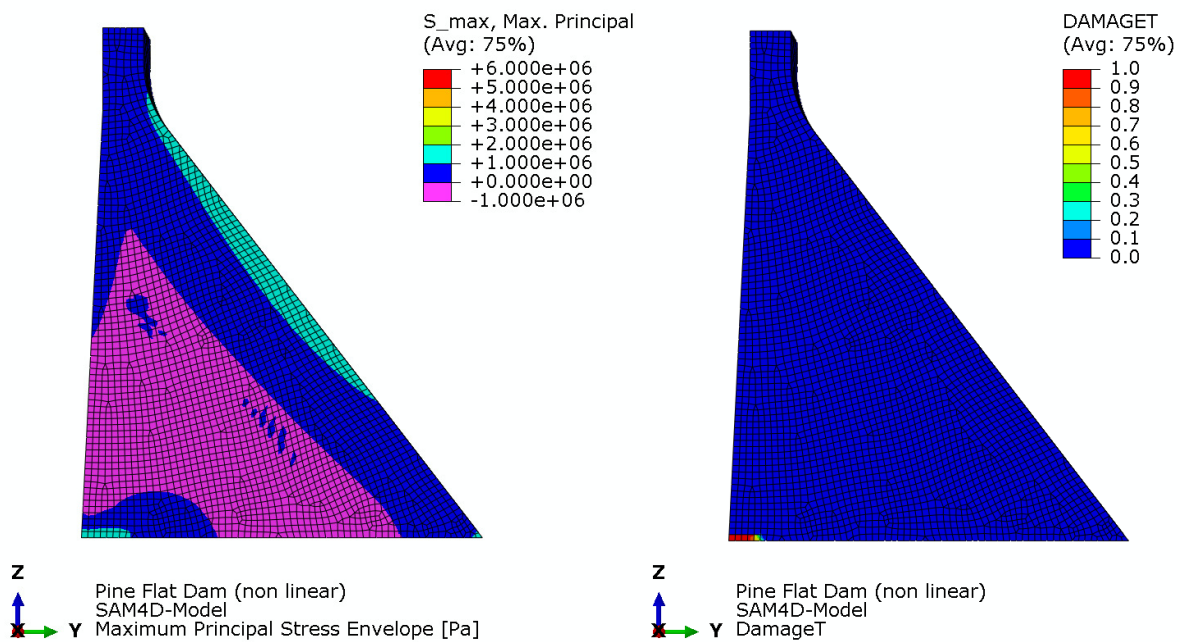 S_max, Max. Principal
(Avg: 75%)
+6.000e+06
+5.000e+06
+4.000e+06
+3.000e+06
+2.000e+06
+1.000e+06
+0.000e+00
-1.000e+06
Z
X
Y
Pine Flat Dam (non linear)
SAM4D-Model
Maximum Principal Stress Envelope [Pa]
DAMAGET
(Avg: 75%)
1.0
0.9
0.8
0.7
0.6
0.5
0.4
0.3
0.2
0.1
0.0
Z
X
Y
Pine Flat Dam (non linear)
SAM4D-Model
DamageT